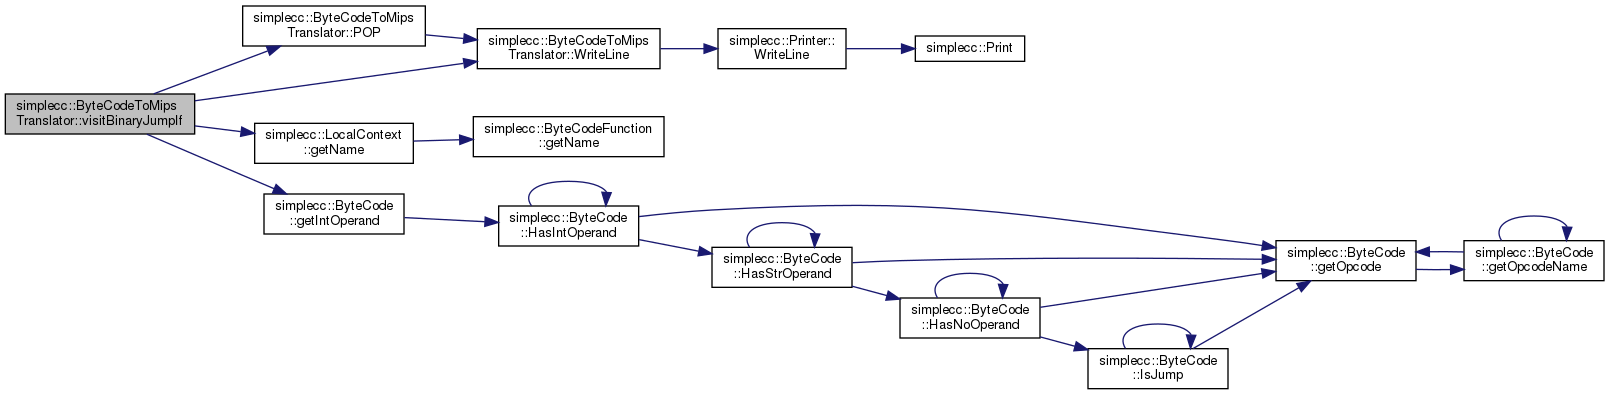 simplecc::ByteCodeToMips
Translator::visitBinaryJumpIf
simplecc::ByteCodeToMips
Translator::POP
simplecc::ByteCodeToMips
Translator::WriteLine
simplecc::Printer::
WriteLine
simplecc::Print
simplecc::LocalContext
::getName
simplecc::ByteCodeFunction
::getName
simplecc::ByteCode
::getIntOperand
simplecc::ByteCode
::HasIntOperand
simplecc::ByteCode
::HasStrOperand
simplecc::ByteCode
::HasNoOperand
simplecc::ByteCode
::IsJump
simplecc::ByteCode
::getOpcode
simplecc::ByteCode
::getOpcodeName